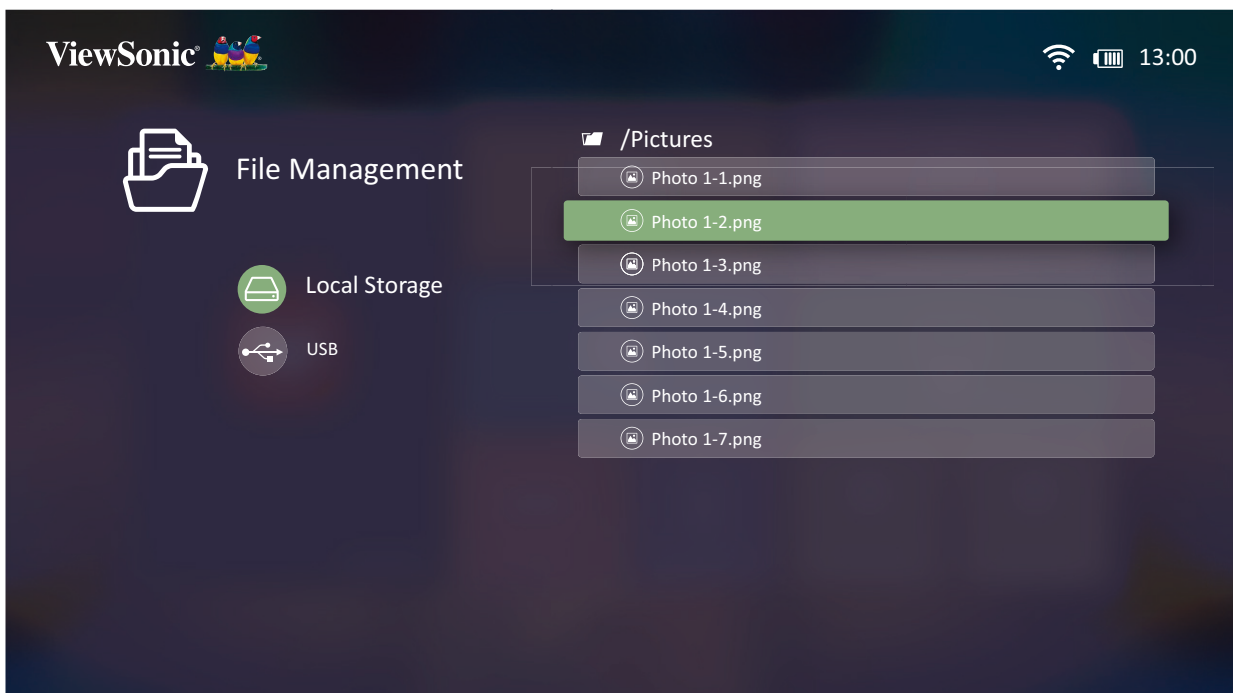 ViewSonic®
13:00
File Management
Local Storage
USB
/Pictures
Photo 1-1.png
Photo 1-2.png
Photo 1-3.png
Photo 1-4.png
Photo 1-5.png
Photo 1-6.png
Photo 1-7.png